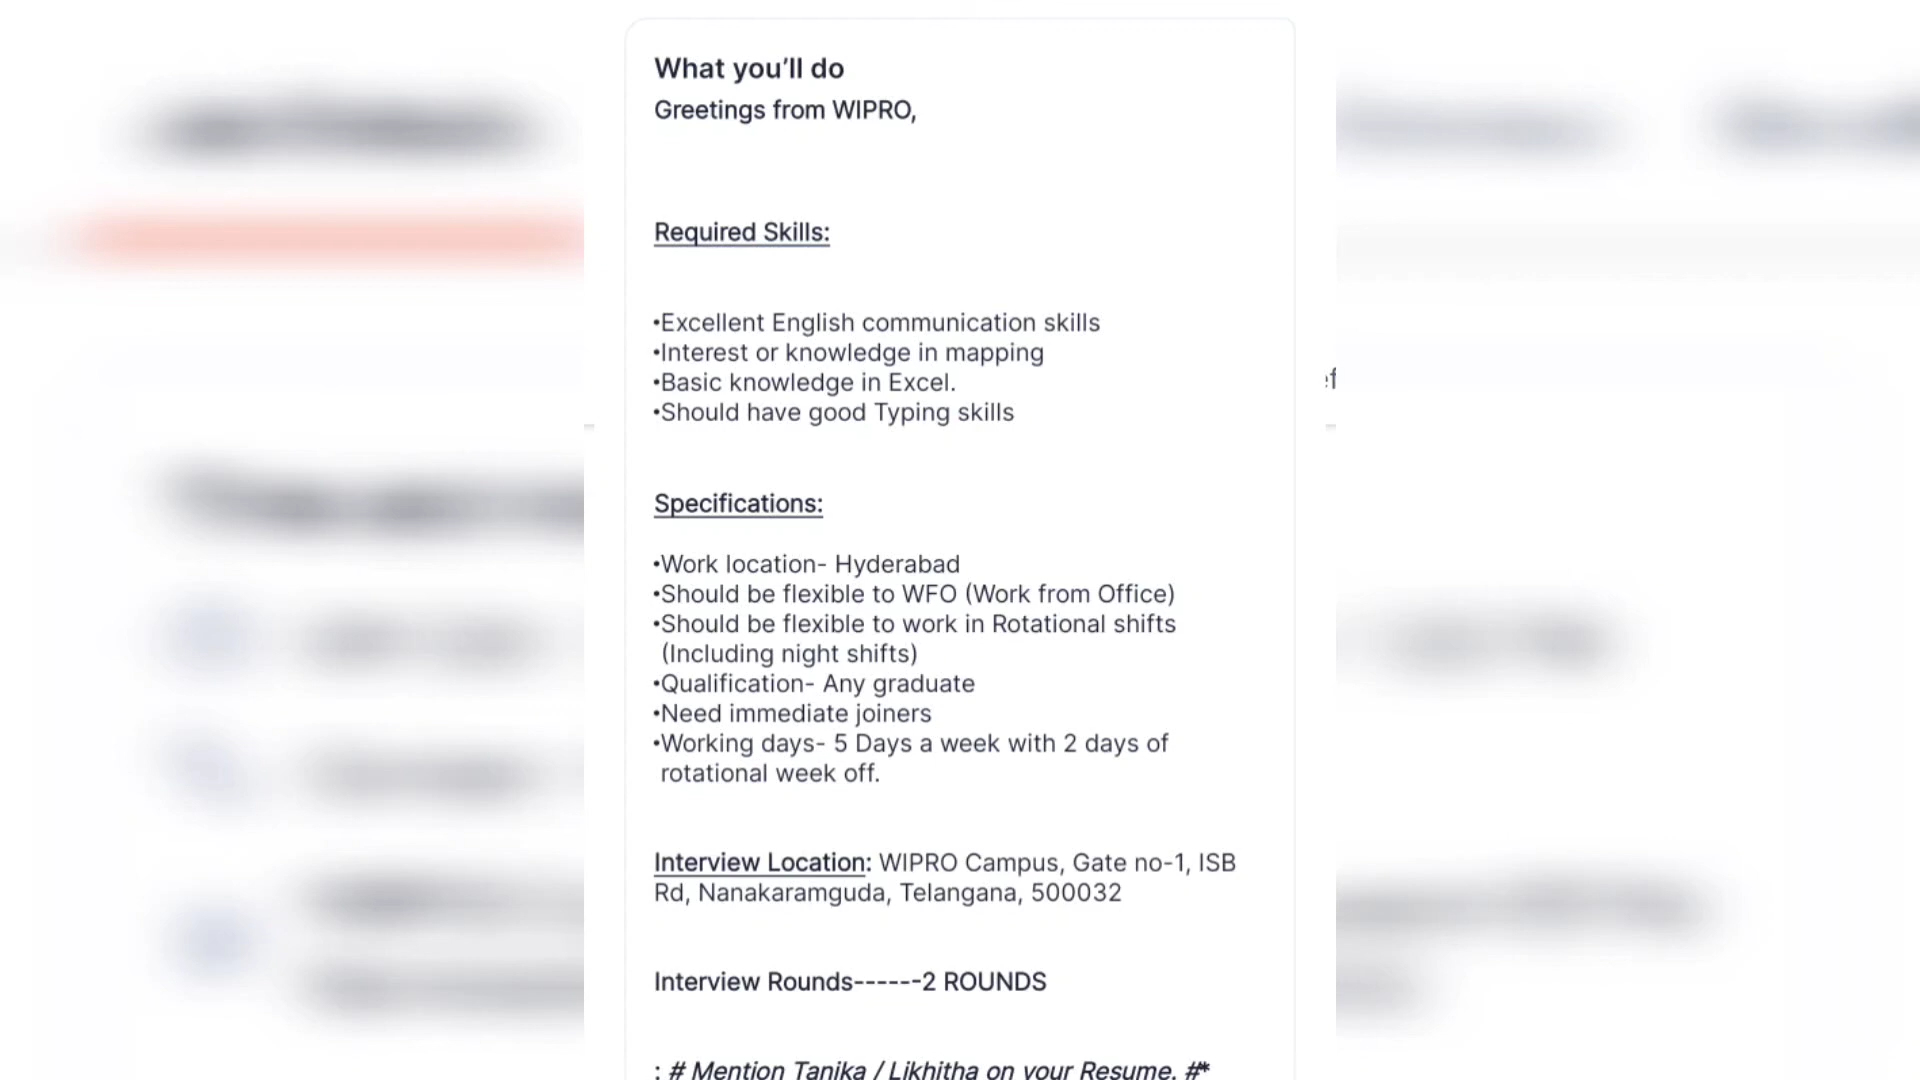 What you’ll do
Greetings from WIPRO,
Required Skills:
•Excellent English communication skills
•Interest or knowledge in mapping
•Basic knowledge in Excel.
•Should have good Typing skills
Specifications:
•Work location- Hyderabad
•Should be flexible to WFO (Work from Office)
•Should be flexible to work in Rotational shifts
(Including night shifts)
•Qualification- Any graduate
•Need immediate joiners
•Working days- 5 Days a week with 2 days of
rotational week off.
Interview Location: WIPRO Campus, Gate no-1, ISB
Rd, Nanakaramguda, Telangana, 500032
Interview Rounds------2 ROUNDS
: # Mention Tanika / Likhitha on your Resume. #*